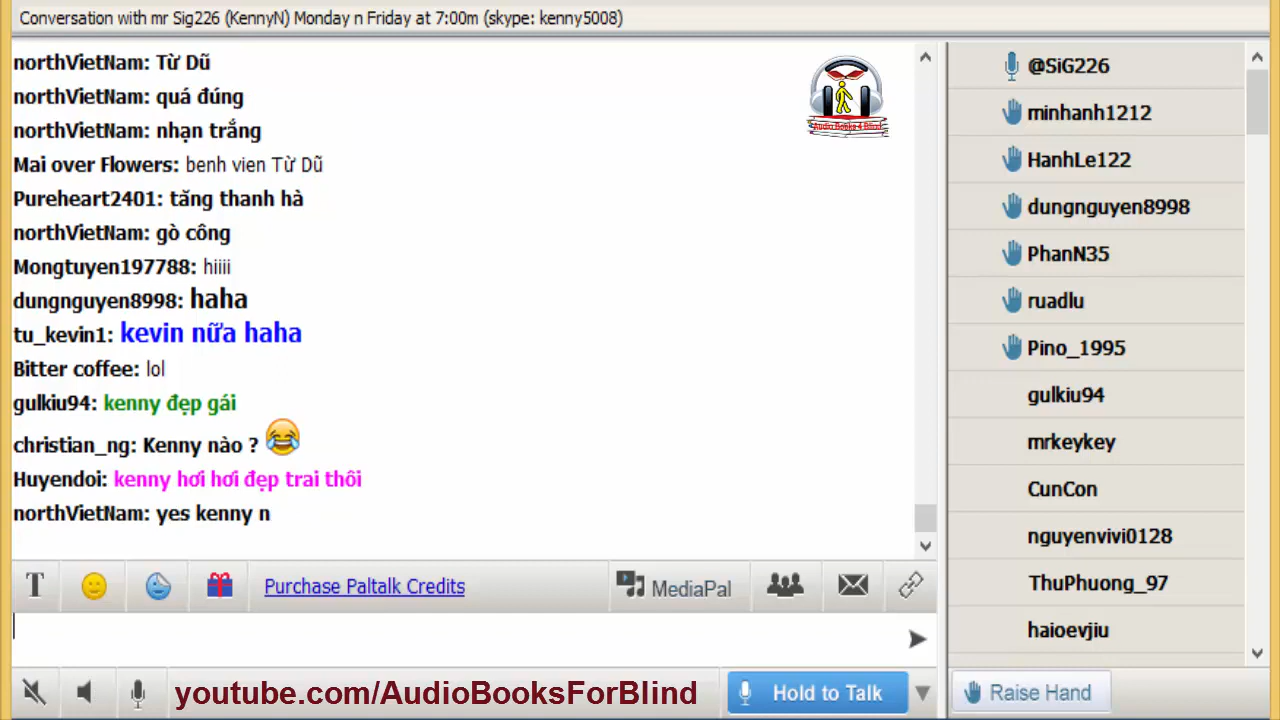 Conversation with mr Sig226 (KennyN) Monday n Friday at 7:00m (skype: kenny5008)
northVietNam: Từ Dũ
northVietNam: quá đúng
northVietNam: nhạn trắng
Mai over Flowers: benh vien Từ Dũ
Pureheart2401: tăng thanh hà
northVietNam: gò công
Mongtuyen197788: hiiii
dungnguyen8998: haha
tu_kevin1: kevin nữa haha
Bitter coffee: lol
gulkiu94: kenny đẹp gái
christian_ng: Kenny nào ?
Huyendoi: kenny hơi hơi đẹp trai thôi
northVietNam: yes kenny n
Audio Books 4 Blind
@SiG226
minhanh1212
HanhLe122
dungnguyen8998
PhanN35
ruadlu
Pino_1995
gulkiu94
mrkeykey
CunCon
nguyenvivi0128
ThuPhuong_97
haioevjiu
T
Purchase Paltalk Credits
MediaPal
youtube.com/AudioBooksForBlind
Hold to Talk
Raise Hand